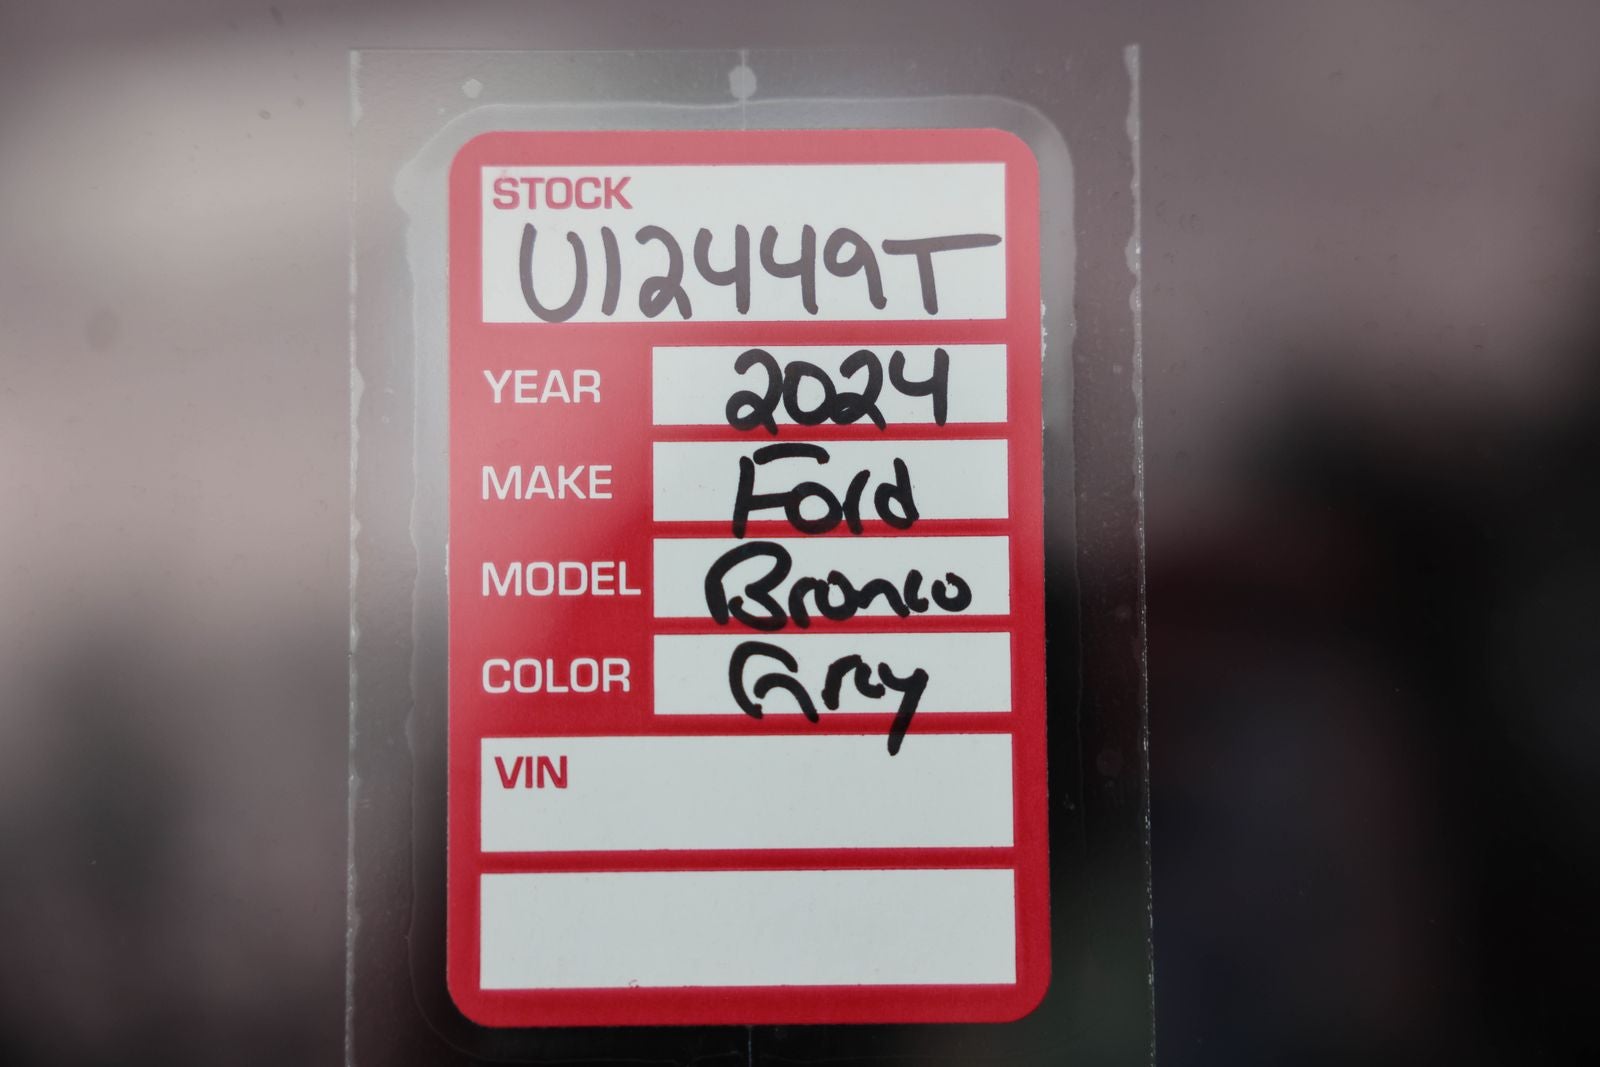 STOCK
U12449T
YEAR 2024
MAKE Ford
MODEL Bronco
COLOR Grey
VIN